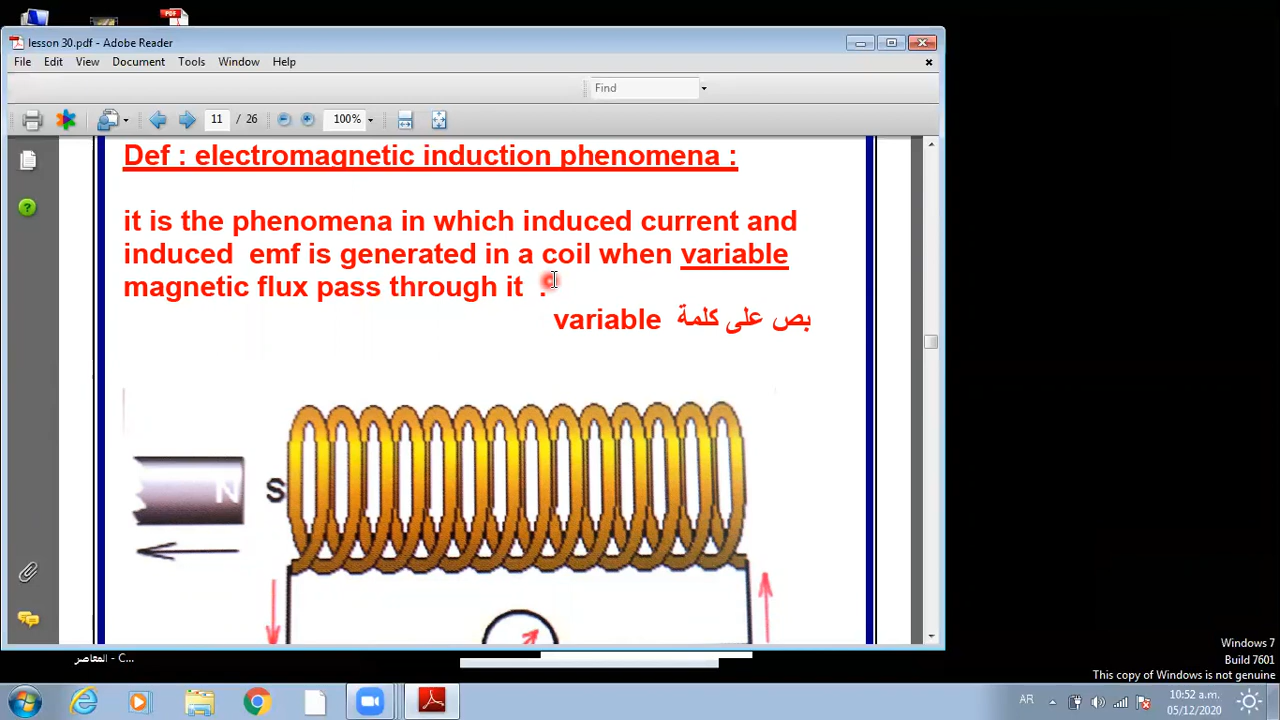 lesson 30.pdf - Adobe Reader
File Edit View Document Tools Window Help
Find
11 / 26 100%
Def : electromagnetic induction phenomena :
it is the phenomena in which induced current and
induced emf is generated in a coil when variable
magnetic flux pass through it :
بص على كلمة variable
N S
المعاصر - C...
Windows 7
Build 7601
This copy of Windows is not genuine
AR 10:52 a.m.
05/12/2020